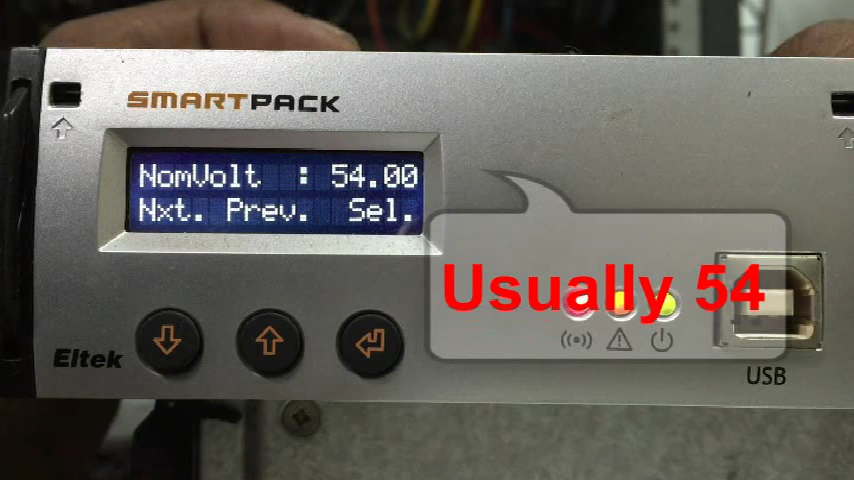 SMARTPACK
NomVolt : 54.00
Nxt. Prev. Sel.
Usually 54
Eltek
USB